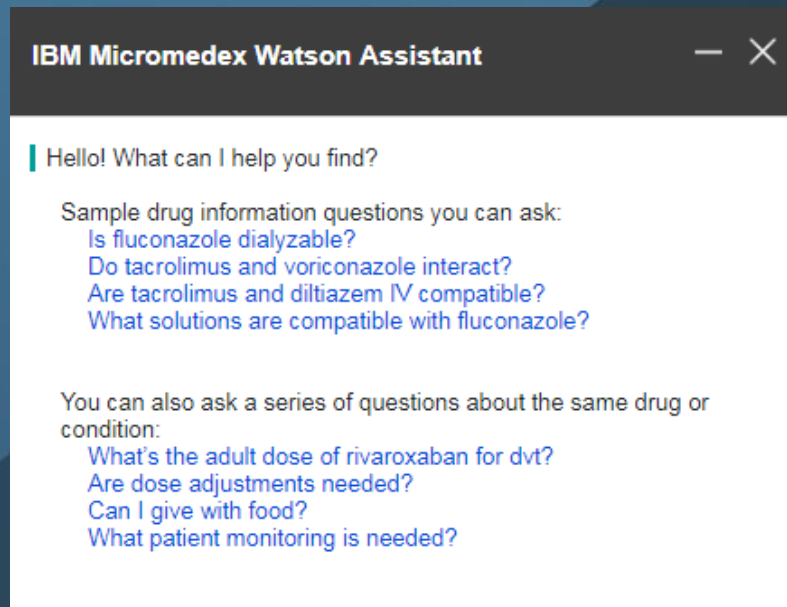 IBM Micromedex Watson Assistant
Hello! What can I help you find?
Sample drug information questions you can ask:
Is fluconazole dialyzable?
Do tacrolimus and voriconazole interact?
Are tacrolimus and diltiazem IV compatible?
What solutions are compatible with fluconazole?
You can also ask a series of questions about the same drug or
condition:
What’s the adult dose of rivaroxaban for dvt?
Are dose adjustments needed?
Can I give with food?
What patient monitoring is needed?